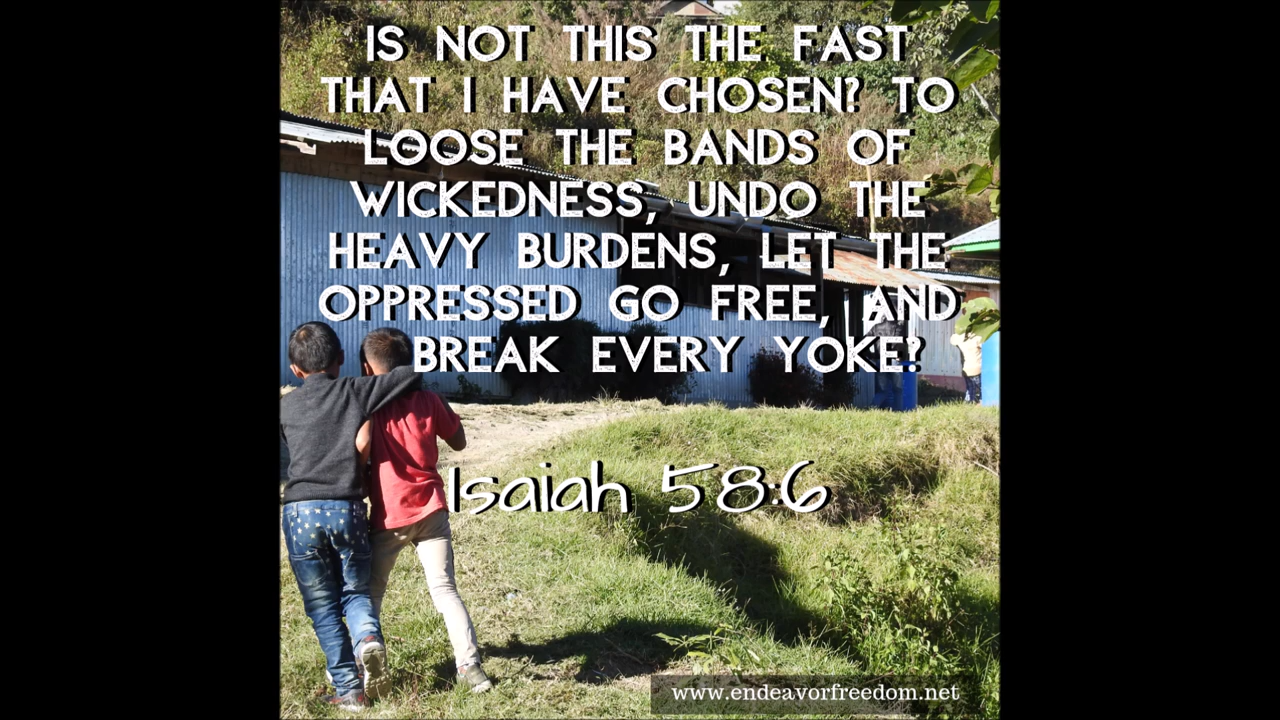 IS NOT THIS THE FAST
THAT I HAVE CHOSEN? TO
LOOSE THE BANDS OF
WICKEDNESS, UNDO THE
HEAVY BURDENS, LET THE
OPPRESSED GO FREE, AND
BREAK EVERY YOKE?
Isaiah 58:6
www.endeavorfreedom.net